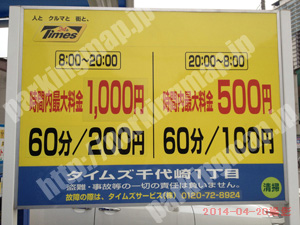 人と クルマと 街と、
Times
8:00~20:00
20:00~8:00
時間内最大料金 1,000円
時間内最大料金 500円
60分/200円
60分/100円
タイムズ千代崎1丁目
盗難・事故等の一切の責任は負いません。
故障の際は、タイムズサービス(株) 0120-72-8924
清掃
2014-04-20